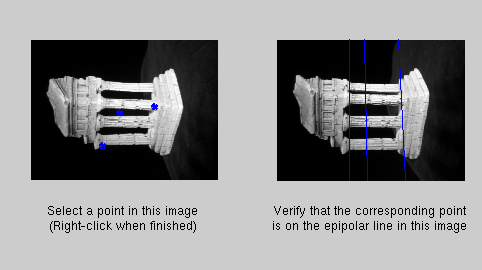 Select a point in this image
(Right-click when finished)
Verify that the corresponding point
is on the epipolar line in this image